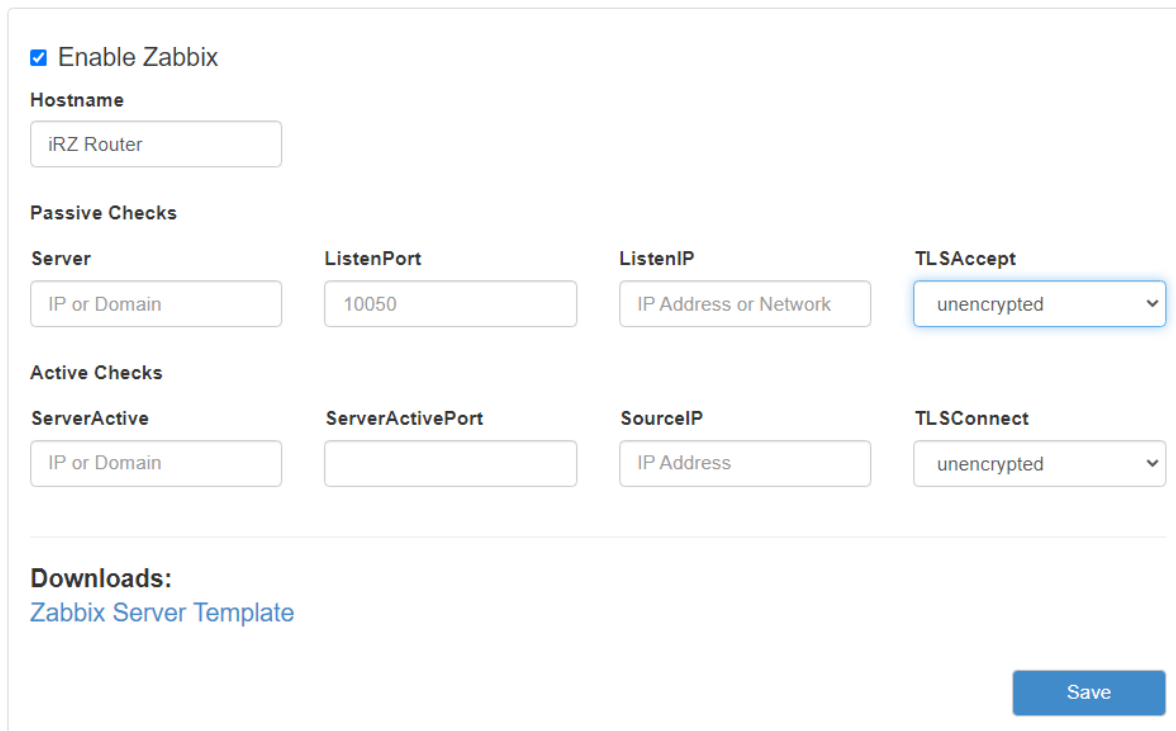 Enable Zabbix
Hostname
iRZ Router
Passive Checks
Server ListenPort ListenIP TLSAccept
IP or Domain 10050 IP Address or Network unencrypted
Active Checks
ServerActive ServerActivePort SourceIP TLSConnect
IP or Domain IP Address unencrypted
Downloads:
Zabbix Server Template
Save